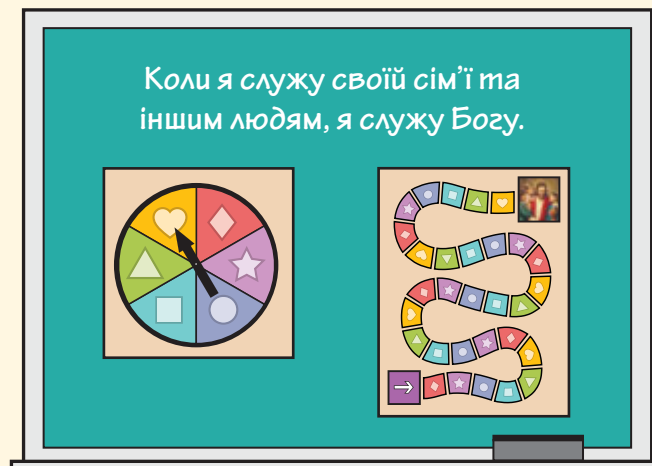 Коли я служу своїй сім’ї та
іншим людям, я служу Богу.